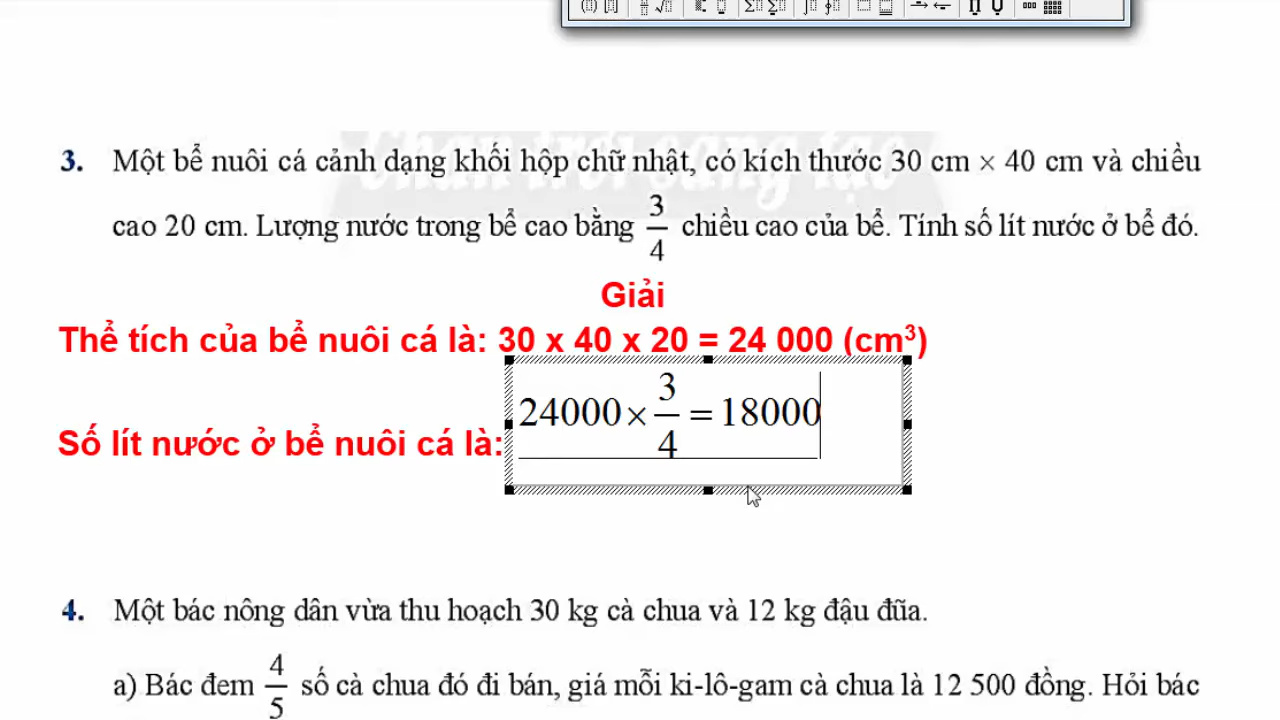 Chân trời sáng tạo
3. Một bể nuôi cá cảnh dạng khối hộp chữ nhật, có kích thước 30 cm × 40 cm và chiều
cao 20 cm. Lượng nước trong bể cao bằng 3/4 chiều cao của bể. Tính số lít nước ở bể đó.
Giải
Thể tích của bể nuôi cá là: 30 x 40 x 20 = 24 000 (cm³)
Số lít nước ở bể nuôi cá là: 24000 × 3/4 = 18000
4. Một bác nông dân vừa thu hoạch 30 kg cà chua và 12 kg đậu đũa.
a) Bác đem 4/5 số cà chua đó đi bán, giá mỗi ki-lô-gam cà chua là 12 500 đồng. Hỏi bác